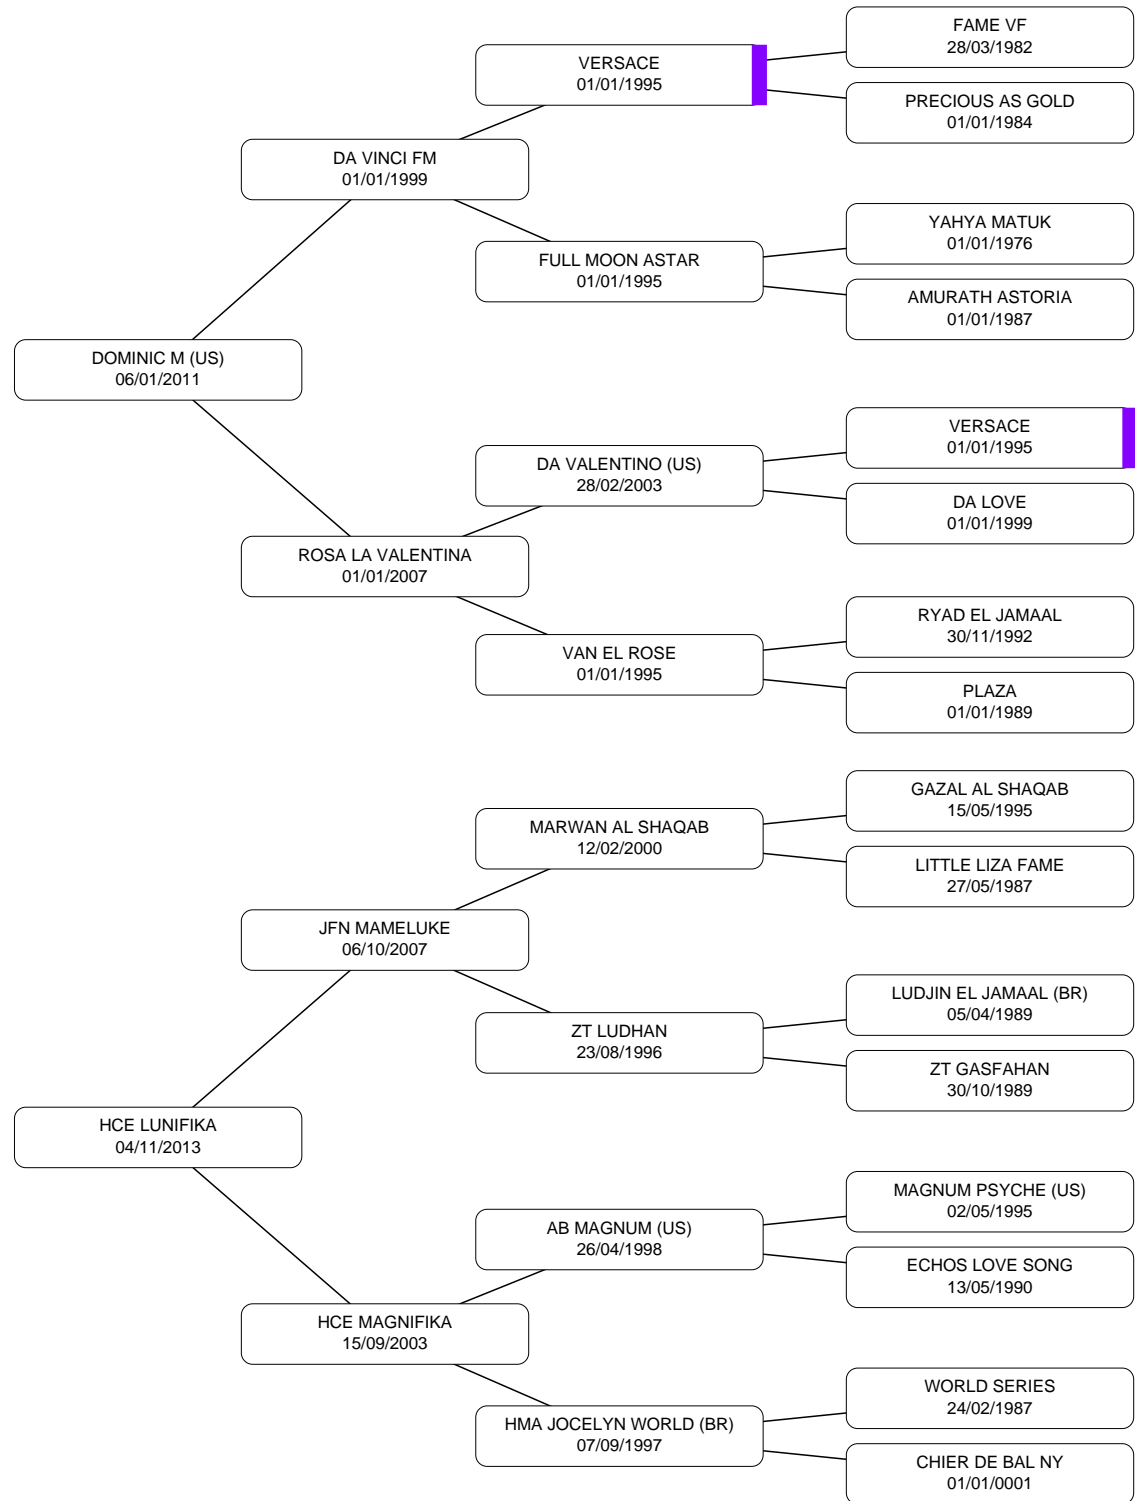 FAME VF
28/03/1982
VERSACE
01/01/1995
PRECIOUS AS GOLD
01/01/1984
DA VINCI FM
01/01/1999
YAHYA MATUK
01/01/1976
FULL MOON ASTAR
01/01/1995
AMURATH ASTORIA
01/01/1987
DOMINIC M (US)
06/01/2011
VERSACE
01/01/1995
DA VALENTINO (US)
28/02/2003
DA LOVE
01/01/1999
ROSA LA VALENTINA
01/01/2007
RYAD EL JAMAAL
30/11/1992
VAN EL ROSE
01/01/1995
PLAZA
01/01/1989
GAZAL AL SHAQAB
15/05/1995
MARWAN AL SHAQAB
12/02/2000
LITTLE LIZA FAME
27/05/1987
JFN MAMELUKE
06/10/2007
LUDJIN EL JAMAAL (BR)
05/04/1989
ZT LUDHAN
23/08/1996
ZT GASFAHAN
30/10/1989
HCE LUNIFIKA
04/11/2013
MAGNUM PSYCHE (US)
02/05/1995
AB MAGNUM (US)
26/04/1998
ECHOS LOVE SONG
13/05/1990
HCE MAGNIFIKA
15/09/2003
WORLD SERIES
24/02/1987
HMA JOCELYN WORLD (BR)
07/09/1997
CHIER DE BAL NY
01/01/0001